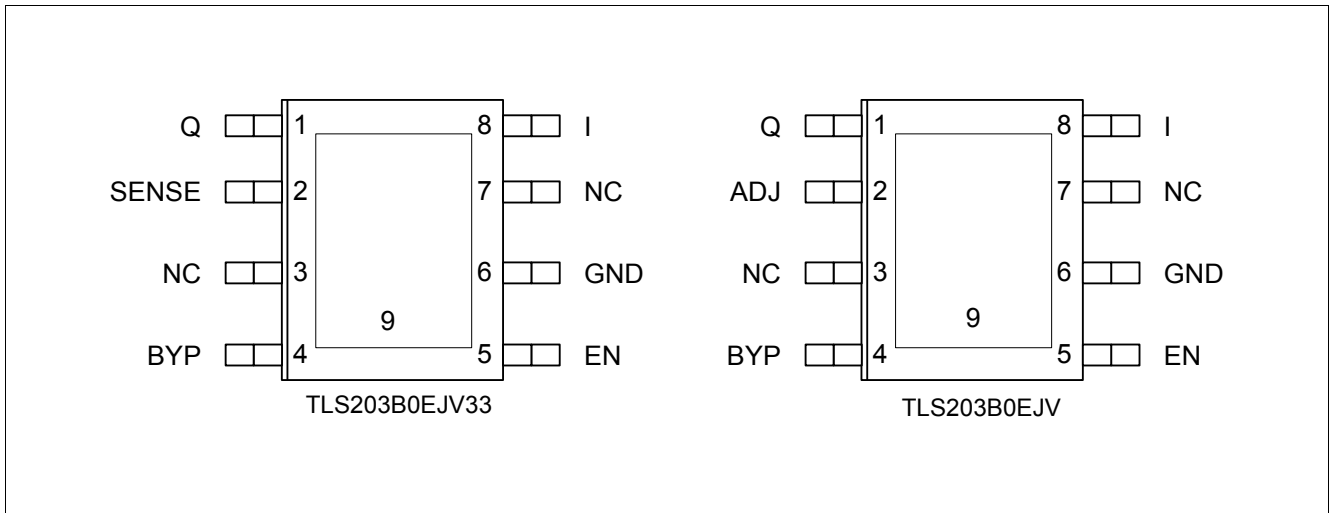 Q 1 8 I
SENSE 2 7 NC
NC 3 6 GND
9
BYP 4 5 EN
TLS203B0EJV33
Q 1 8 I
ADJ 2 7 NC
NC 3 6 GND
9
BYP 4 5 EN
TLS203B0EJV